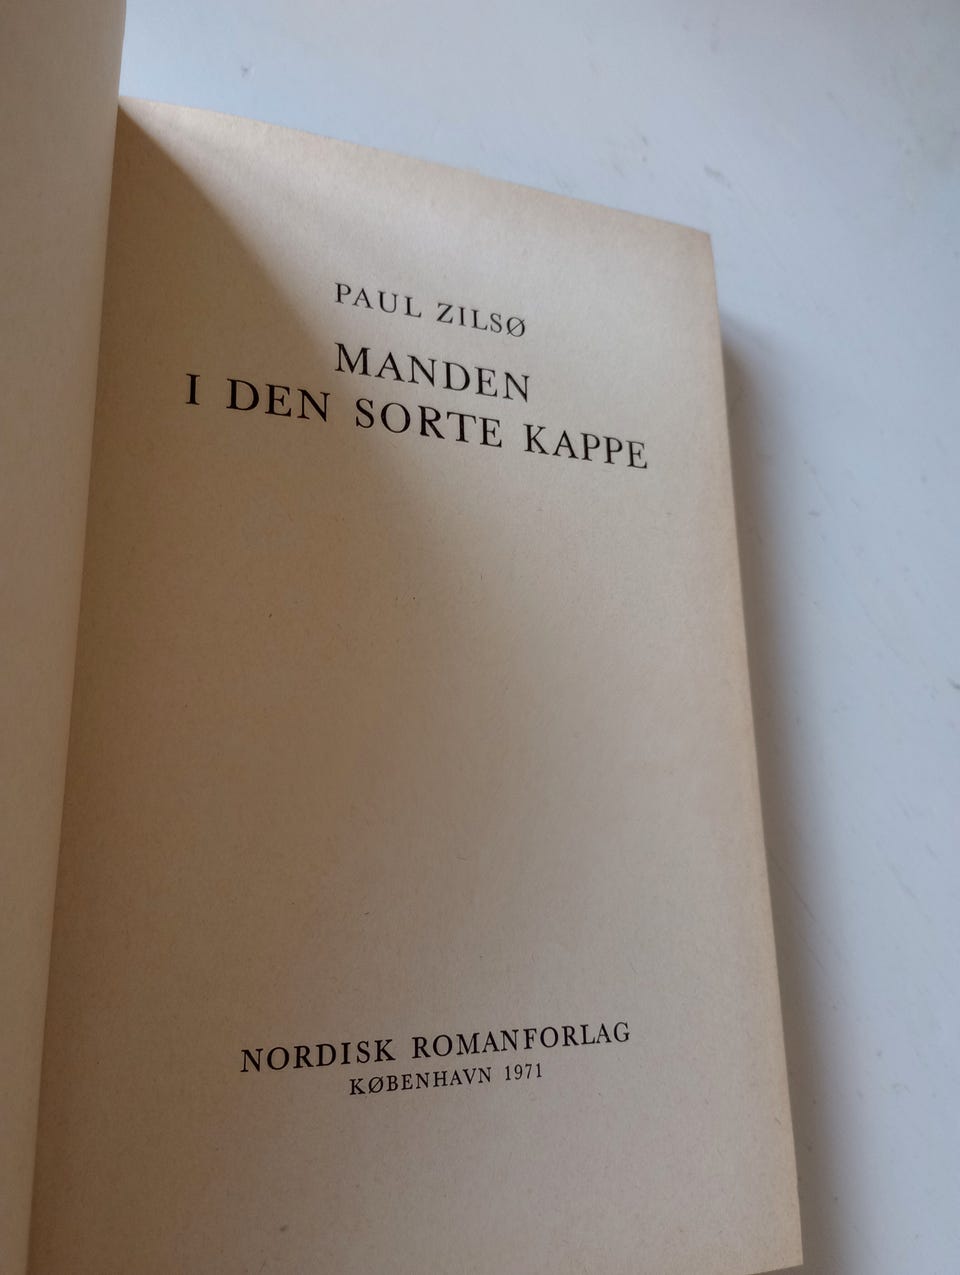 PAUL ZILSØ
MANDEN
I DEN SORTE KAPPE
NORDISK ROMANFORLAG
KØBENHAVN 1971